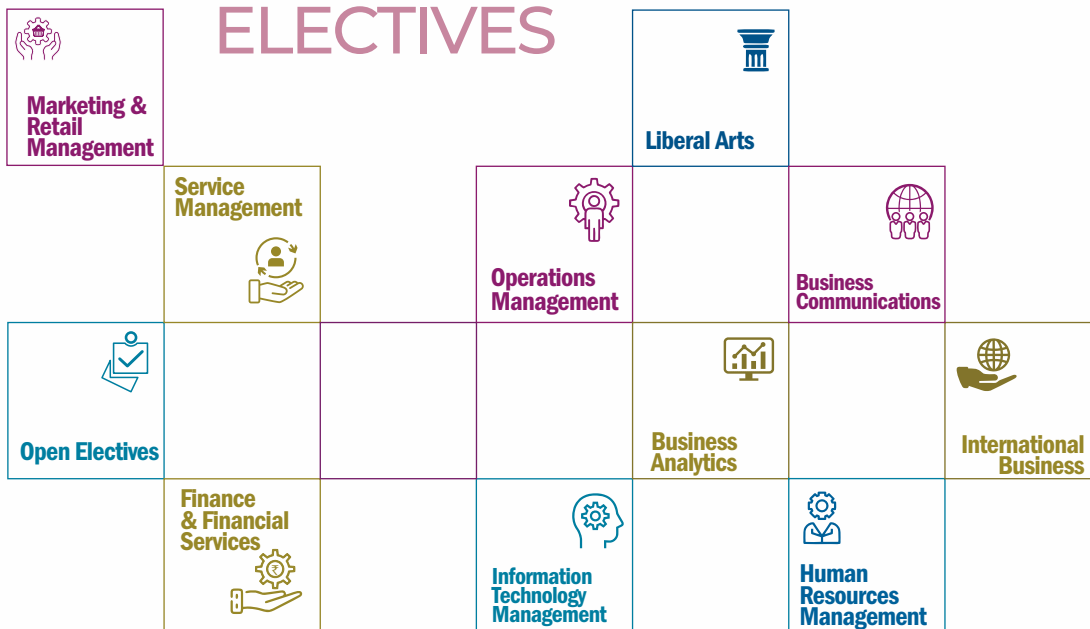 ELECTIVES
Marketing &
Retail
Management
Liberal Arts
Service
Management
Operations
Management
Business
Communications
Open Electives
Business
Analytics
International
Business
Finance
& Financial
Services
₹
Information
Technology
Management
Human
Resources
Management